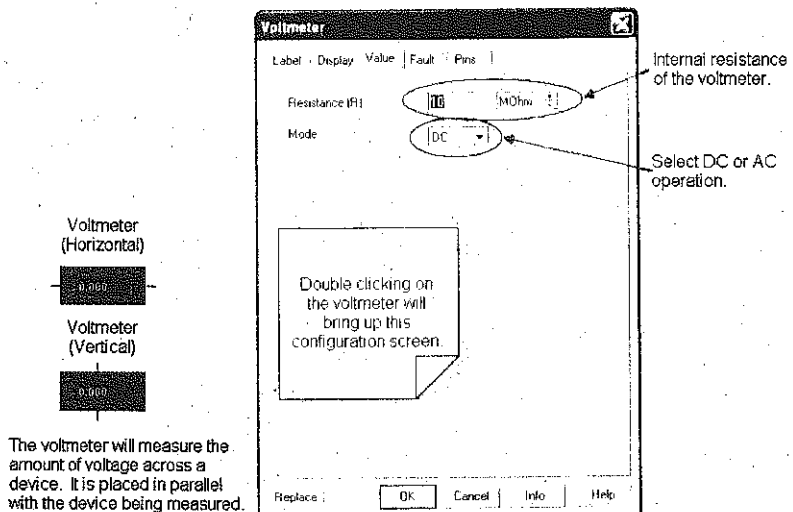 Voltmeter
Label Display Value Fault Pins
Resistance (R)
10 MOhm
Mode
DC
Internal resistance
of the voltmeter.
Select DC or AC
operation.
Voltmeter
(Horizontal)
0.000
Voltmeter
(Vertical)
0.000
Double clicking on
the voltmeter will
bring up this
configuration screen.
The voltmeter will measure the
amount of voltage across a
device. It is placed in parallel
with the device being measured.
Replace OK Cancel Info Help